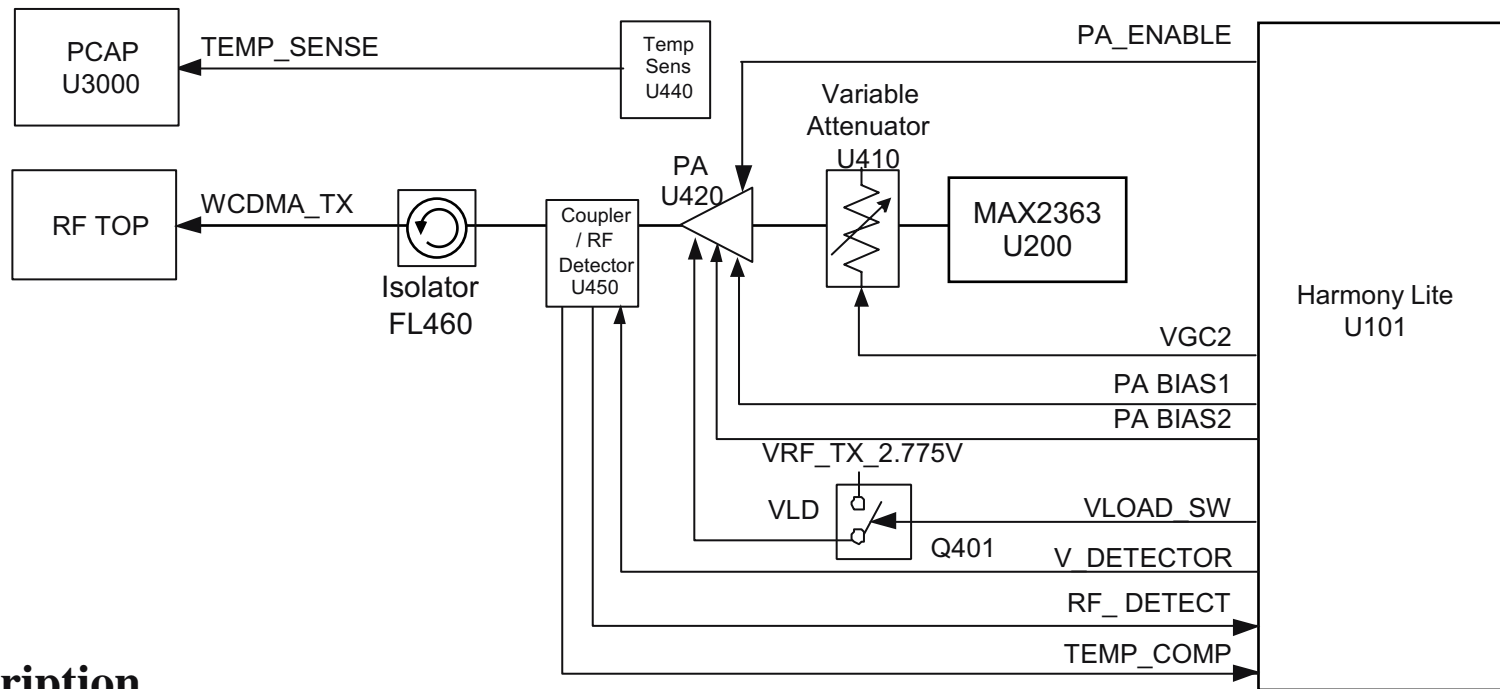 PCAP
U3000
TEMP_SENSE
Temp
Sens
U440
PA_ENABLE
Variable
Attenuator
U410
RF TOP
WCDMA_TX
Isolator
FL460
Coupler
/ RF
Detector
U450
PA
U420
MAX2363
U200
Harmony Lite
U101
VGC2
PA BIAS1
PA BIAS2
VRF_TX_2.775V
VLD
VLOAD_SW
Q401
V_DETECTOR
RF_ DETECT
TEMP_COMP
ription